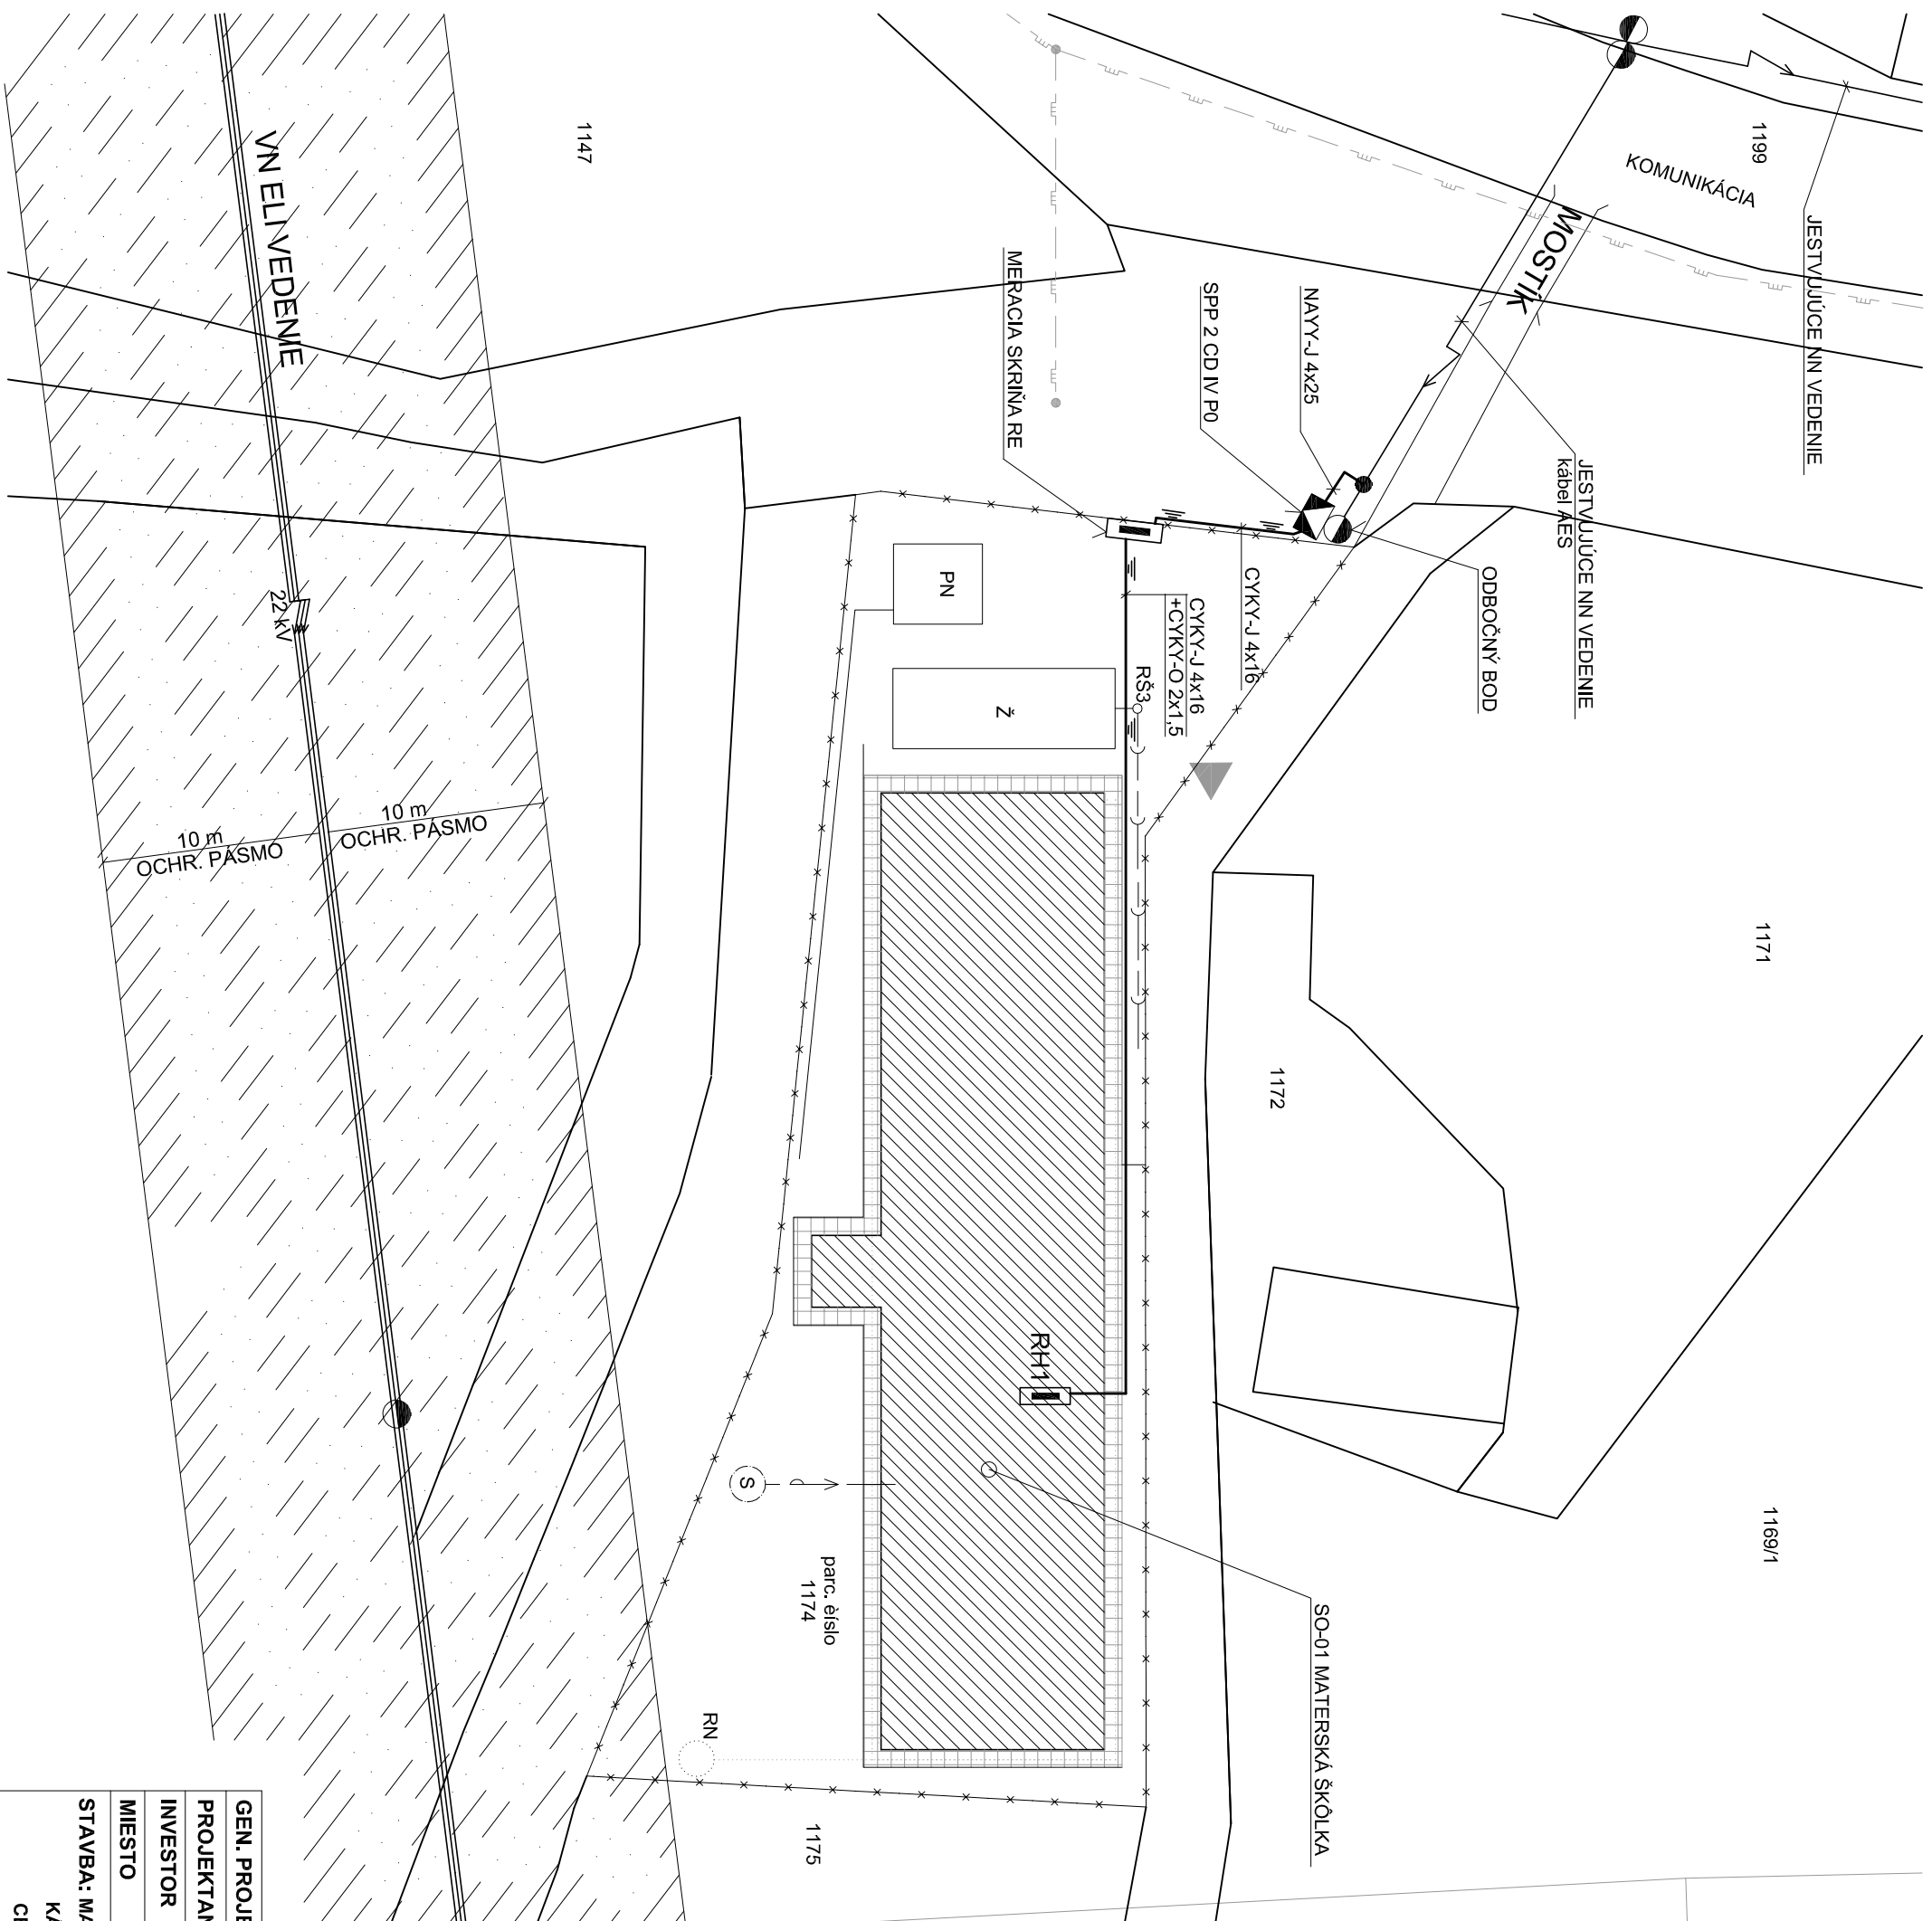 1199
KOMUNIKÁCIA
JESTVUJÚCE NN VEDENIE
MOSTÍK
JESTVUJÚCE NN VEDENIE
kábel AES
NAYY-J 4x25
SPP 2 CD IV P0
MERACIA SKRIŇA RE
ODBOČNÝ BOD
CYKY-J 4x16
CYKY-J 4x16
+CYKY-O 2x1,5
RŠ3
1147
VN ELI VEDENIE
22 kV
PN
Ž
10 m
OCHR. PÁSMO
10 m
OCHR. PÁSMO
1171
1172
1169/1
RH1
S
SO-01 MATERSKÁ ŠKÔLKA
parc. èíslo
1174
RN
1175
GEN. PROJE
PROJEKTAN
INVESTOR
MIESTO
STAVBA: MA